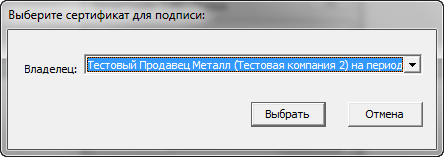 Выберите сертификат для подписи:
Владелец: Тестовый Продавец Металл (Тестовая компания 2) на период
Выбрать Отмена